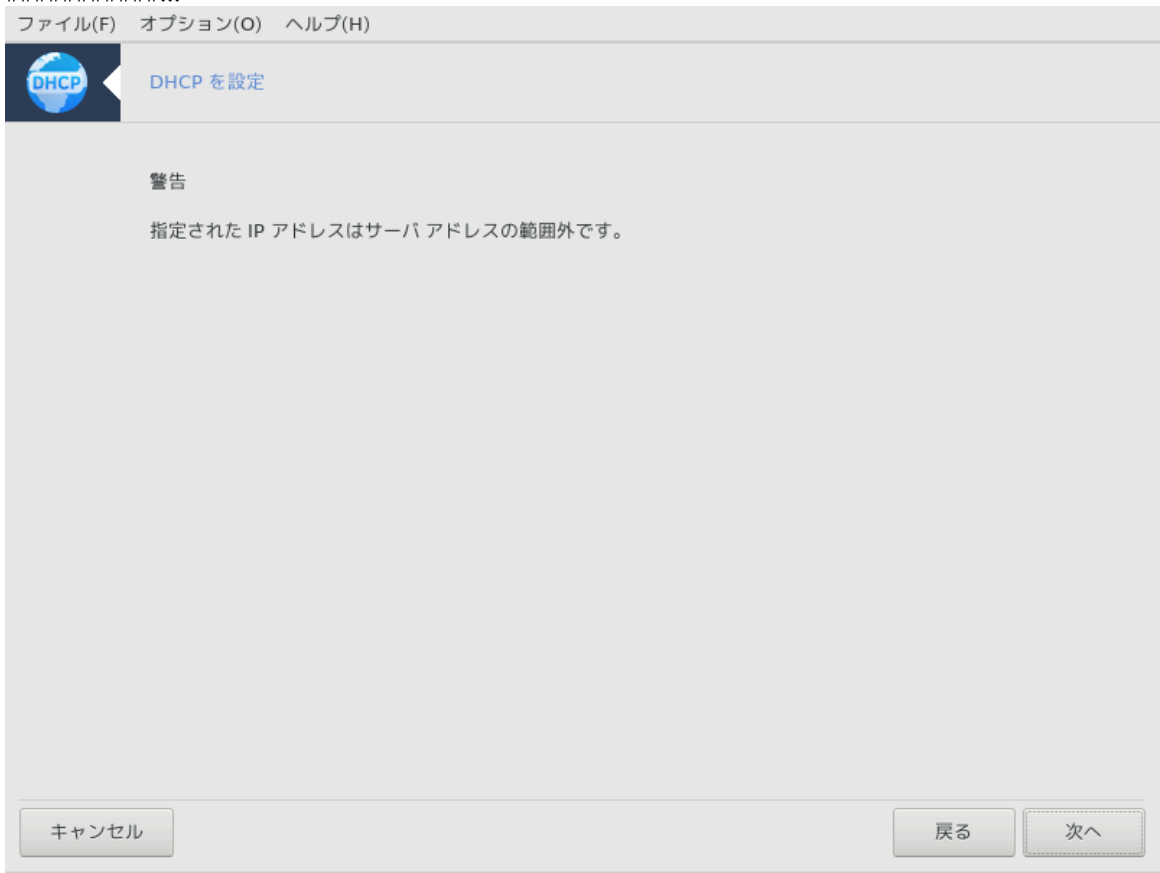 ファイル(F) オプション(O) ヘルプ(H)
DHCP
DHCP を設定
警告
指定された IP アドレスはサーバ アドレスの範囲外です。
キャンセル 戻る 次へ